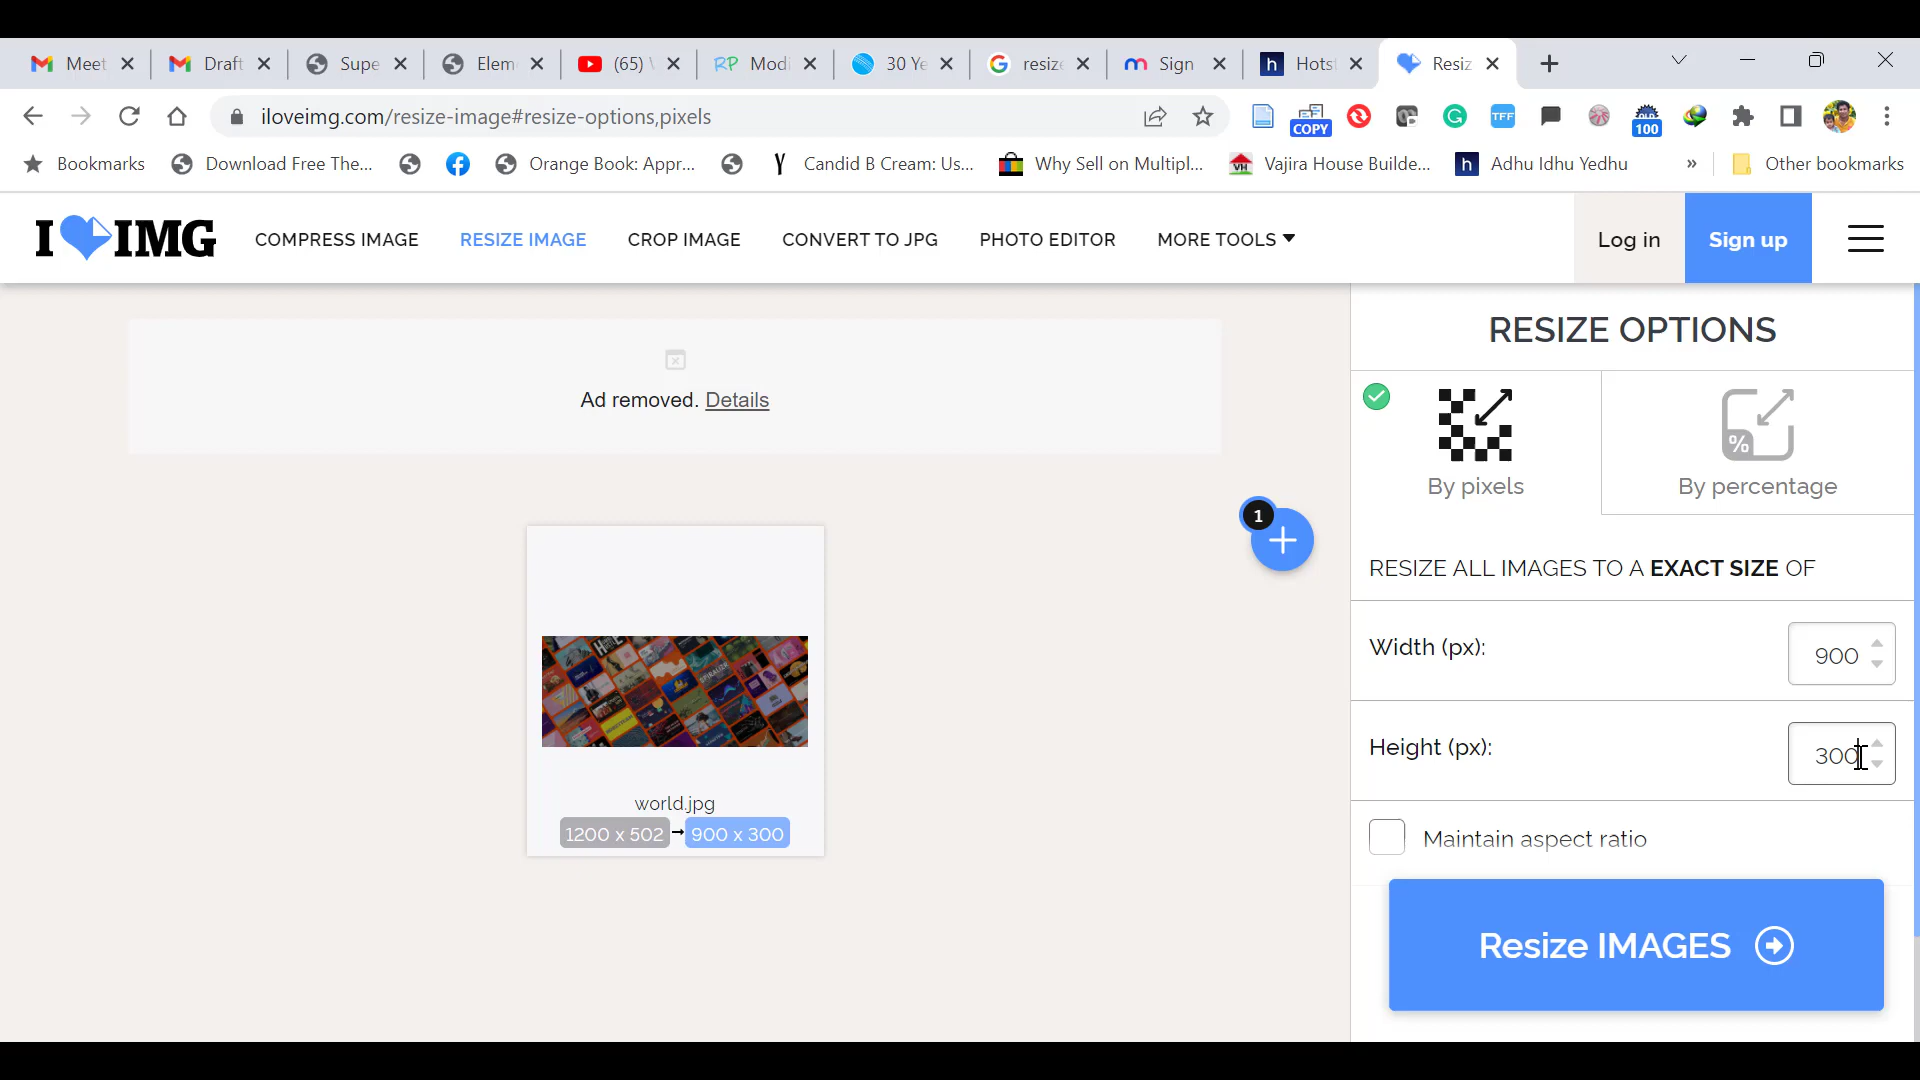 Meet
Draft
Supe
Elem
(65) \
Modi
30 Ye
resize
Sign
Hots
Resiz
iloveimg.com/resize-image#resize-options,pixels
COPY
TFF
100
Bookmarks
Download Free The...
Orange Book: Appr...
Candid B Cream: Us...
Why Sell on Multipl...
Vajira House Builde...
Adhu Idhu Yedhu
»
Other bookmarks
I IMG
COMPRESS IMAGE
RESIZE IMAGE
CROP IMAGE
CONVERT TO JPG
PHOTO EDITOR
MORE TOOLS
Log in
Sign up
Ad removed. Details
1
world.jpg
1200 x 502 → 900 x 300
RESIZE OPTIONS
By pixels
%
By percentage
RESIZE ALL IMAGES TO A EXACT SIZE OF
Width (px):
900
Height (px):
300
Maintain aspect ratio
Resize IMAGES